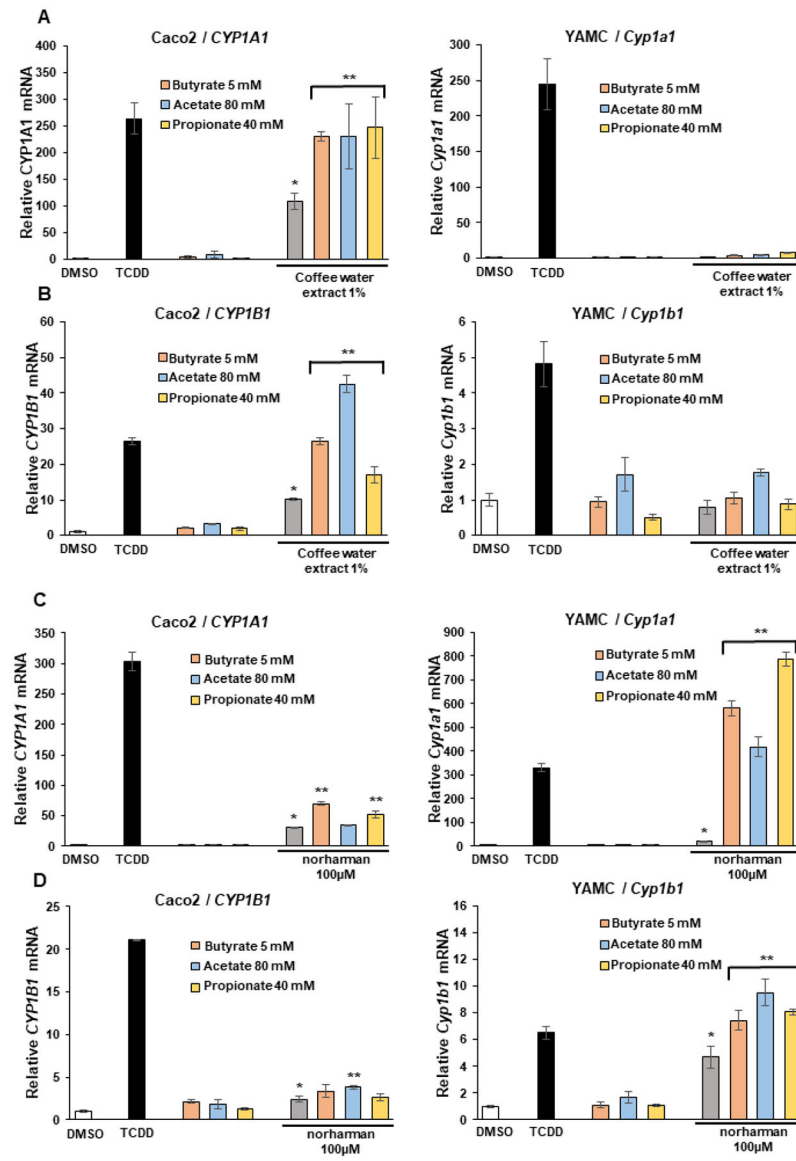 A
Caco2 / CYP1A1
Relative CYP1A1 mRNA
400
350
300
250
200
150
100
50
0
Butyrate 5 mM
Acetate 80 mM
Propionate 40 mM
*
**
DMSO
TCDD
Coffee water
extract 1%
YAMC / Cyp1a1
Relative Cyp1a1 mRNA
300
250
200
150
100
50
0
Butyrate 5 mM
Acetate 80 mM
Propionate 40 mM
DMSO
TCDD
Coffee water
extract 1%
B
Caco2 / CYP1B1
Relative CYP1B1 mRNA
60
50
40
30
20
10
0
Butyrate 5 mM
Acetate 80 mM
Propionate 40 mM
*
**
DMSO
TCDD
Coffee water
extract 1%
YAMC / Cyp1b1
Relative Cyp1b1 mRNA
6
5
4
3
2
1
0
Butyrate 5 mM
Acetate 80 mM
Propionate 40 mM
DMSO
TCDD
Coffee water
extract 1%
C
Caco2 / CYP1A1
Relative CYP1A1 mRNA
350
300
250
200
150
100
50
0
Butyrate 5 mM
Acetate 80 mM
Propionate 40 mM
*
**
**
DMSO
TCDD
norharman
100µM
YAMC / Cyp1a1
Relative Cyp1a1 mRNA
900
800
700
600
500
400
300
200
100
0
Butyrate 5 mM
Acetate 80 mM
Propionate 40 mM
*
**
DMSO
TCDD
norharman
100µM
D
Caco2 / CYP1B1
Relative CYP1B1 mRNA
25
20
15
10
5
0
Butyrate 5 mM
Acetate 80 mM
Propionate 40 mM
*
**
DMSO
TCDD
norharman
100µM
YAMC / Cyp1b1
Relative Cyp1b1 mRNA
16
14
12
10
8
6
4
2
0
Butyrate 5 mM
Acetate 80 mM
Propionate 40 mM
*
**
DMSO
TCDD
norharman
100µM